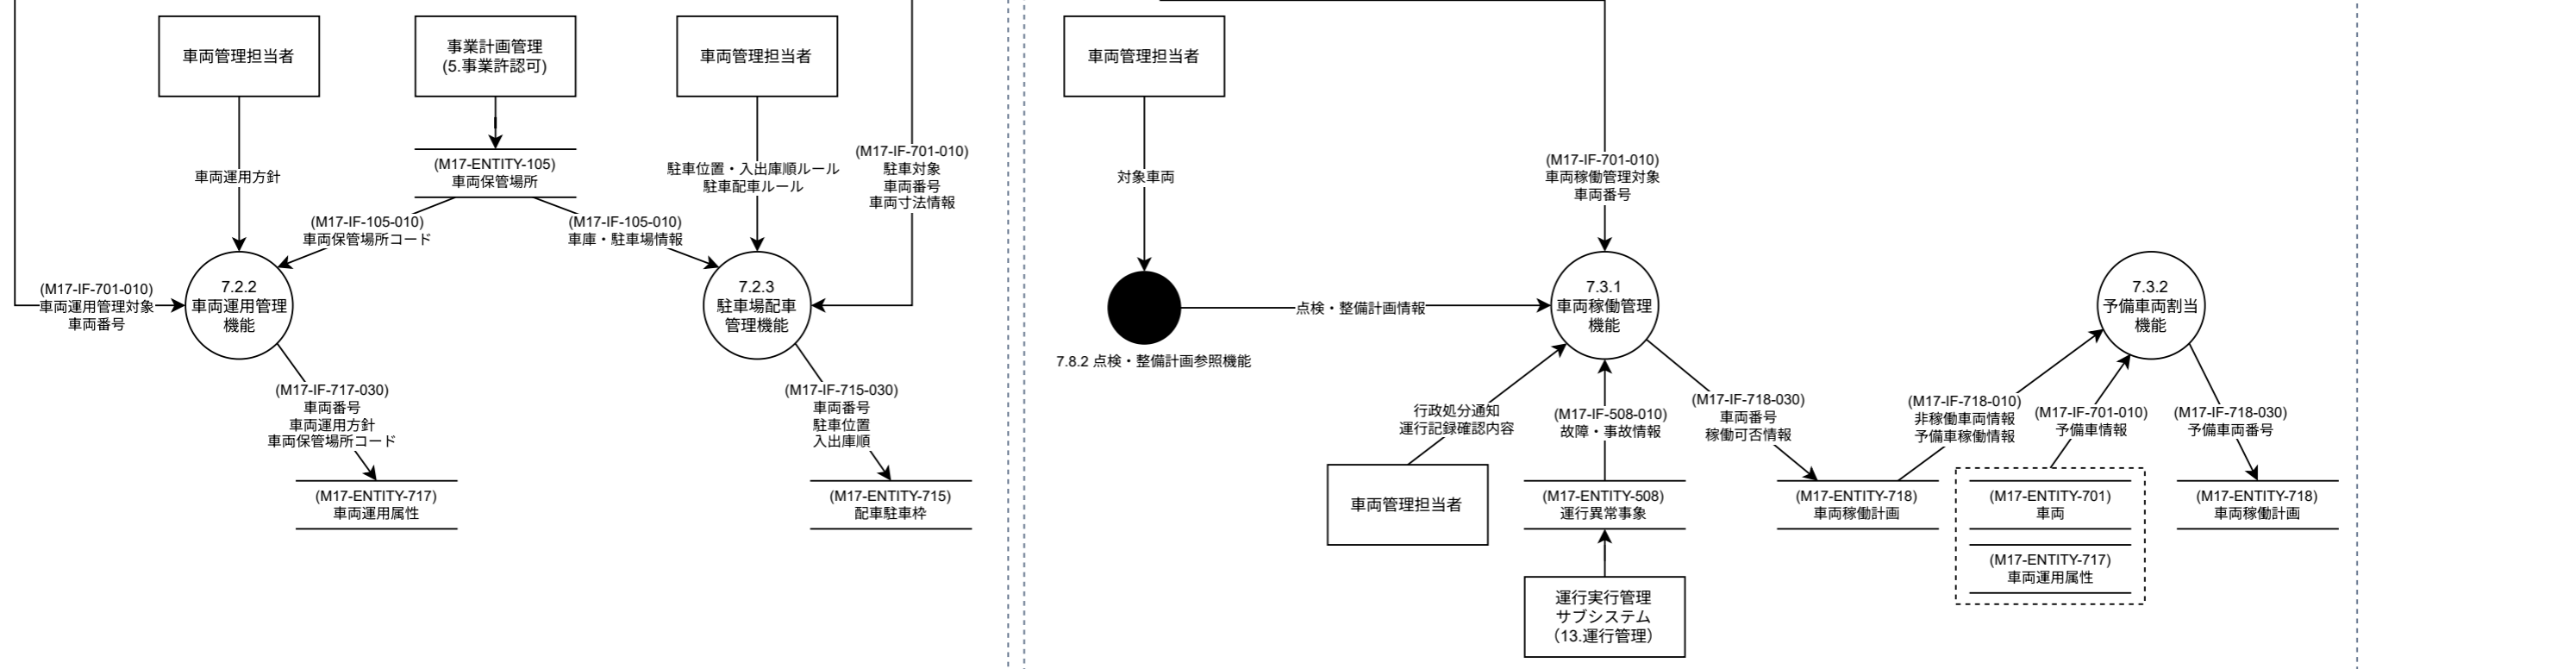 車両管理担当者
事業計画管理
(5.事業許認可)
車両管理担当者
車両運用方針
(M17-ENTITY-105)
車両保管場所
駐車位置・入出庫順ルール
駐車配車ルール
(M17-IF-701-010)
駐車対象
車両番号
車両寸法情報
(M17-IF-105-010)
車両保管場所コード
(M17-IF-105-010)
車庫・駐車場情報
(M17-IF-701-010)
車両運用管理対象
車両番号
7.2.2
車両運用管理
機能
7.2.3
駐車場配車
管理機能
(M17-IF-717-030)
車両番号
車両運用方針
車両保管場所コード
(M17-IF-715-030)
車両番号
駐車位置
入出庫順
(M17-ENTITY-717)
車両運用属性
(M17-ENTITY-715)
配車駐車枠
車両管理担当者
対象車両
(M17-IF-701-010)
車両稼働管理対象
車両番号
点検・整備計画情報
7.8.2 点検・整備計画参照機能
7.3.1
車両稼働管理
機能
7.3.2
予備車両割当
機能
行政処分通知
運行記録確認内容
(M17-IF-508-010)
故障・事故情報
(M17-IF-718-030)
車両番号
稼働可否情報
(M17-IF-718-010)
非稼働車両情報
予備車稼働情報
(M17-IF-701-010)
予備車情報
(M17-IF-718-030)
予備車両番号
車両管理担当者
(M17-ENTITY-508)
運行異常事象
(M17-ENTITY-718)
車両稼働計画
(M17-ENTITY-701)
車両
(M17-ENTITY-717)
車両運用属性
(M17-ENTITY-718)
車両稼働計画
運行実行管理
サブシステム
（13.運行管理）